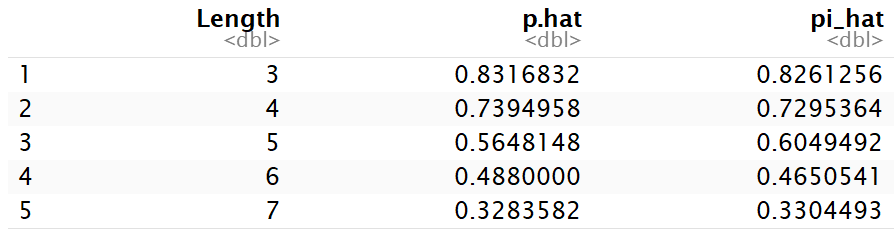 Length p.hat pi_hat
<dbl> <dbl> <dbl>
1 3 0.8316832 0.8261256
2 4 0.7394958 0.7295364
3 5 0.5648148 0.6049492
4 6 0.4880000 0.4650541
5 7 0.3283582 0.3304493